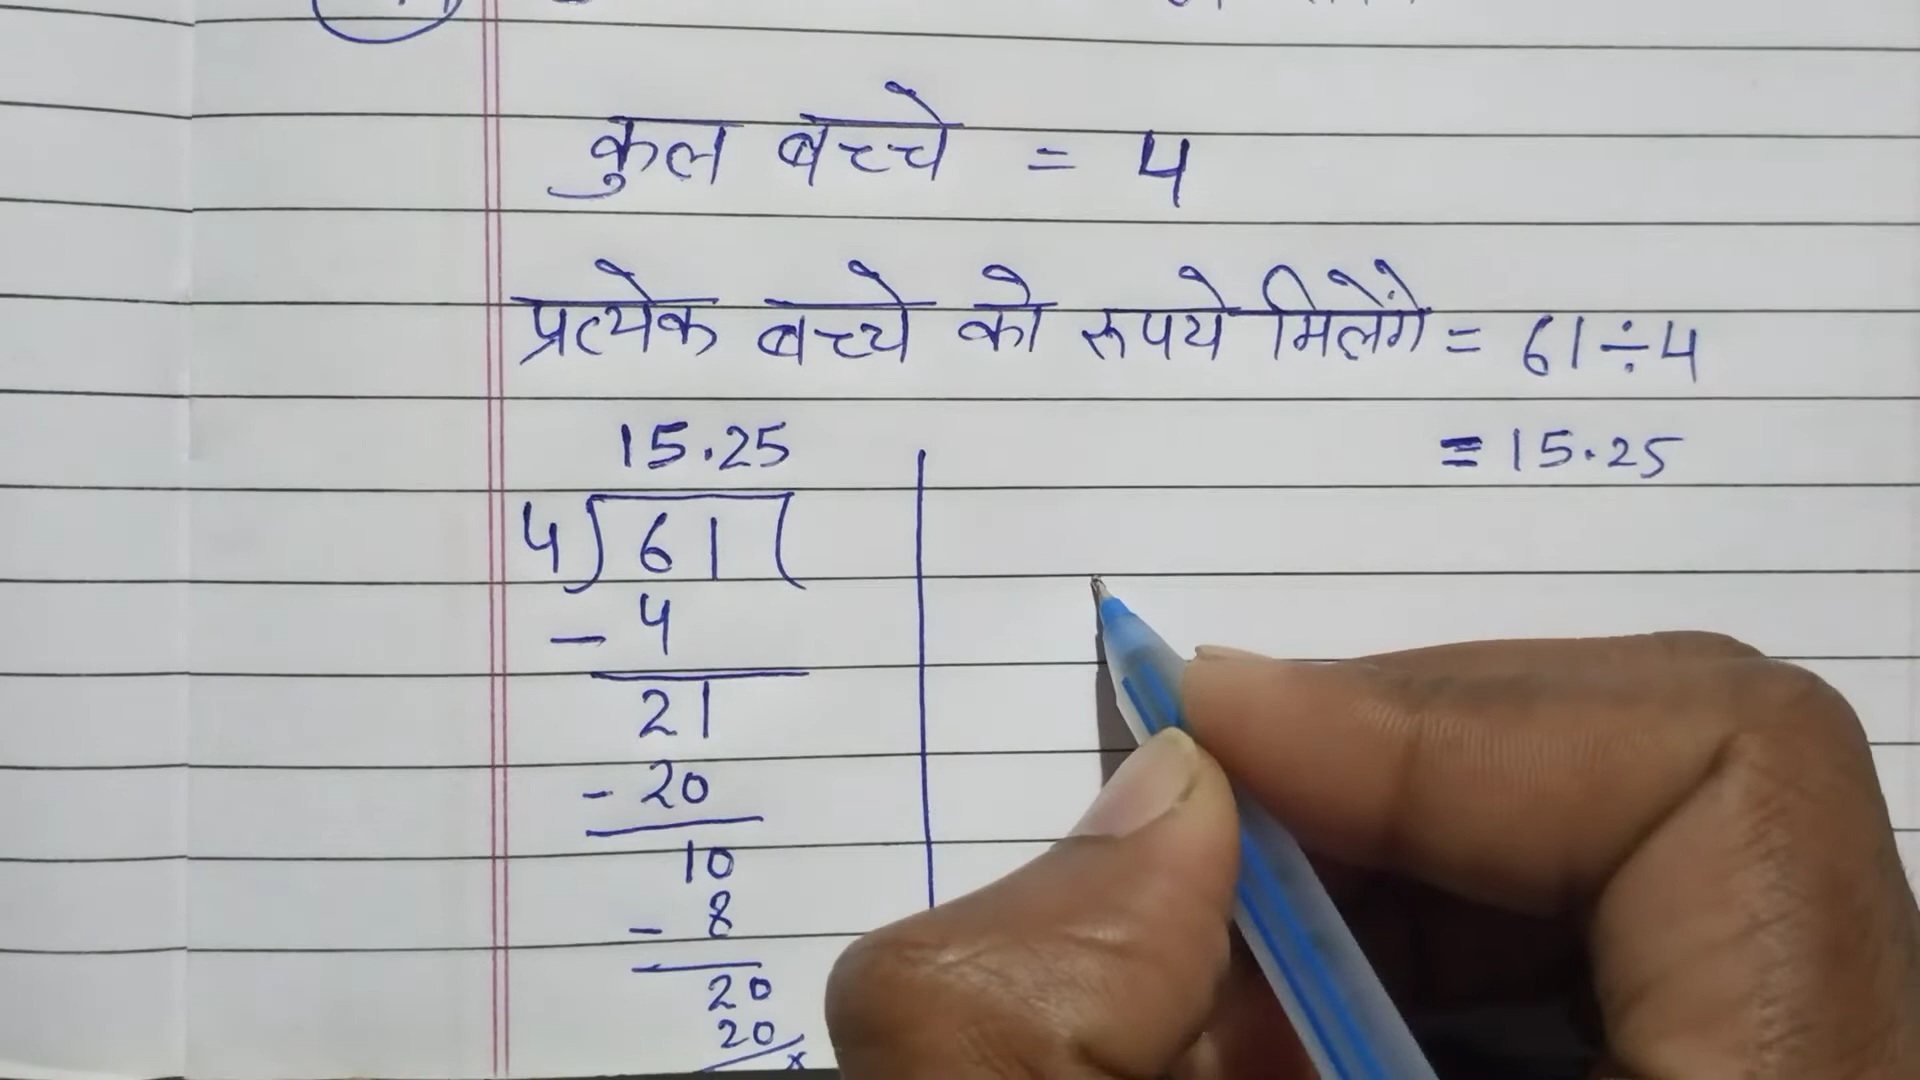 कुल बच्चे = 4
प्रत्येक बच्चे को रूपये मिलेंगे = 61 ÷ 4
= 15.25
15.25
4) 61 (
- 4
21
- 20
10
- 8
20
20
x